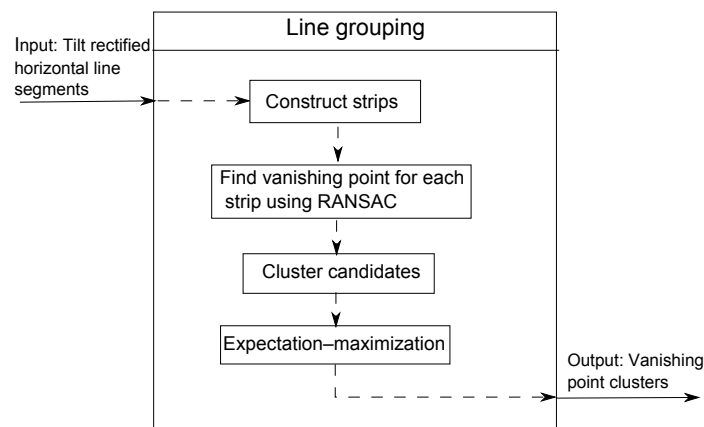 Line grouping
Input: Tilt rectified
horizontal line
segments
Construct strips
Find vanishing point for each
strip using RANSAC
Cluster candidates
Expectation–maximization
Output: Vanishing
point clusters